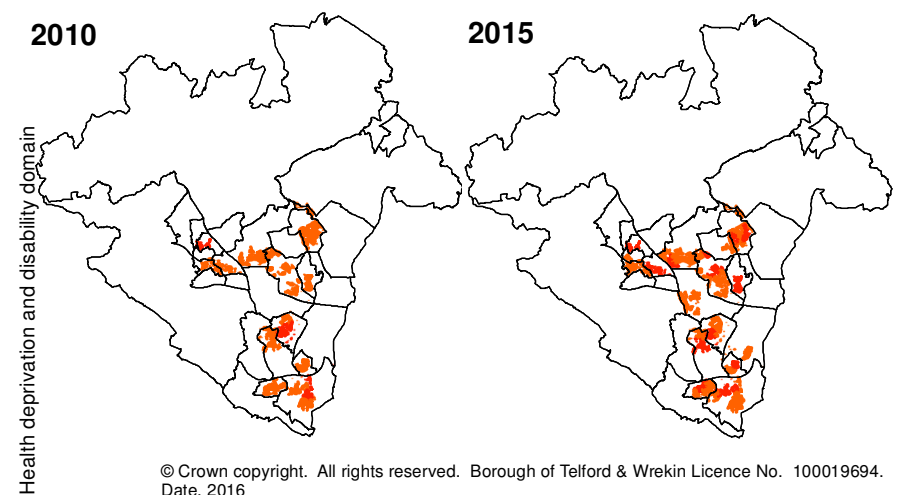 2010
2015
Health deprivation and disability domain
© Crown copyright. All rights reserved. Borough of Telford & Wrekin Licence No. 100019694.
Date, 2016